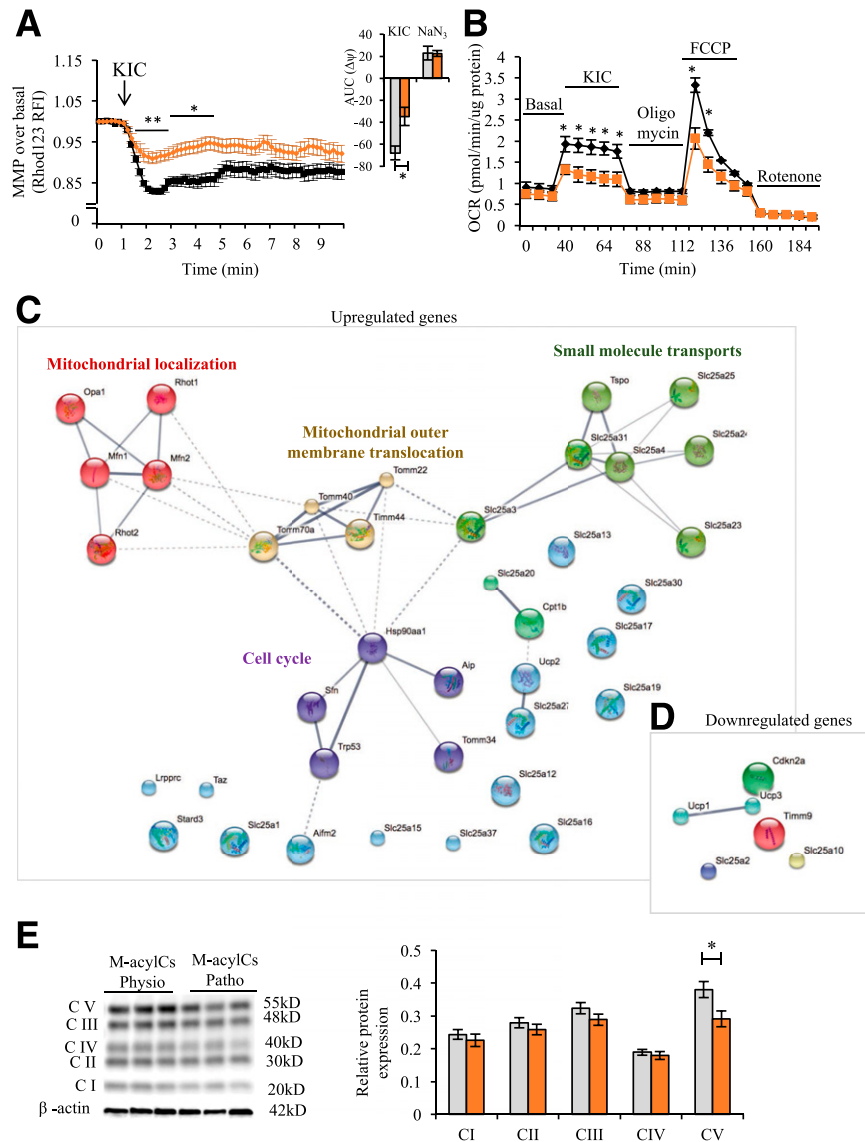 A
KIC
1.15
1.05
0.95
0.85
0
**
*
MMP over basal
(Rhod123 RFI)
0 1 2 3 4 5 6 7 8 9
Time (min)
KIC NaN3
40
20
0
-20
-40
-60
-80
AUC (Δψ)
*
B
FCCP
KIC
Basal
Oligo
mycin
Rotenone
* * * * *
*
*
4
3.5
3
2.5
2
1.5
1
0.5
0
OCR (pmol/min/ug protein)
0 40 64 88 112 136 160 184
Time (min)
C
Upregulated genes
Mitochondrial localization
Small molecule transports
Mitochondrial outer
membrane translocation
Cell cycle
Opa1
Rhot1
Mfn1
Mfn2
Rhot2
Tomm22
Tomm40
Tomm70a
Timm44
Tspo
Slc25a25
Slc25a31
Slc25a4
Slc25a24
Slc25a3
Slc25a23
Slc25a13
Slc25a20
Cpt1b
Slc25a30
Slc25a17
Hsp90aa1
Aip
Ucp2
Sfn
Slc25a27
Slc25a19
Trp53
Tomm34
Lrpprc
Taz
Slc25a12
Stard3
Slc25a1
Aifm2
Slc25a15
Slc25a37
Slc25a16
D
Downregulated genes
Cdkn2a
Ucp1
Ucp3
Timm9
Slc25a2
Slc25a10
E
M-acylCs
Physio
M-acylCs
Patho
C V 55kD
C III 48kD
C IV 40kD
C II 30kD
C I 20kD
β-actin 42kD
0.5
0.4
0.3
0.2
0.1
0
Relative protein
expression
*
CI CII CIII CIV CV